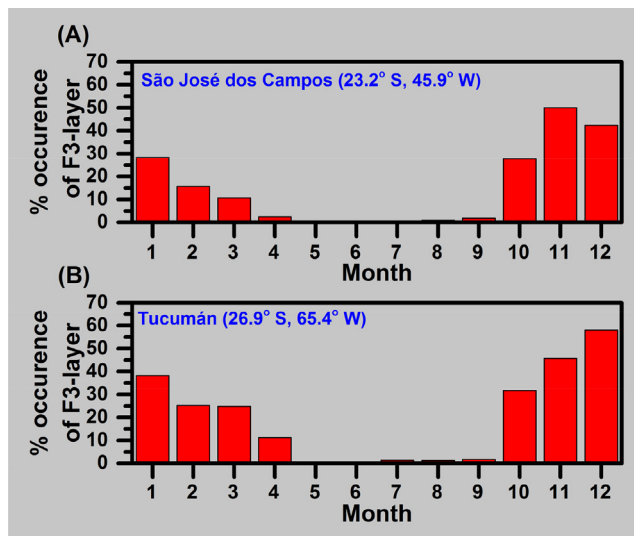 (A)
São José dos Campos (23.2° S, 45.9° W)
% occurence
of F3-layer
70
60
50
40
30
20
10
0
1 2 3 4 5 6 7 8 9 10 11 12
Month
(B)
Tucumán (26.9° S, 65.4° W)
% occurence
of F3-layer
70
60
50
40
30
20
10
0
1 2 3 4 5 6 7 8 9 10 11 12
Month